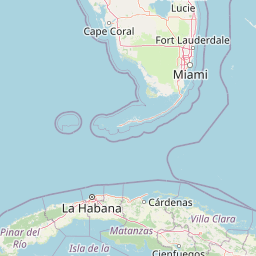 Lucie
Cape Coral
Fort Lauderdale
Miami
La Habana
Cárdenas
Pinar del
Río
Matanzas
Villa Clara
Isla de la
Cienfuegos